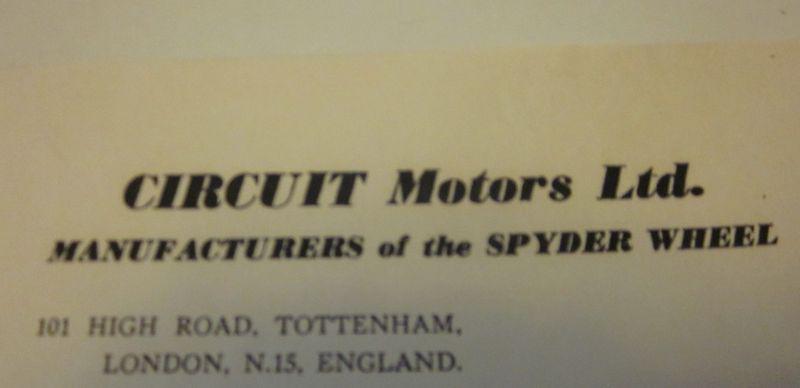 CIRCUIT Motors Ltd.
MANUFACTURERS of the SPYDER WHEEL
101 HIGH ROAD, TOTTENHAM,
LONDON, N.15, ENGLAND.